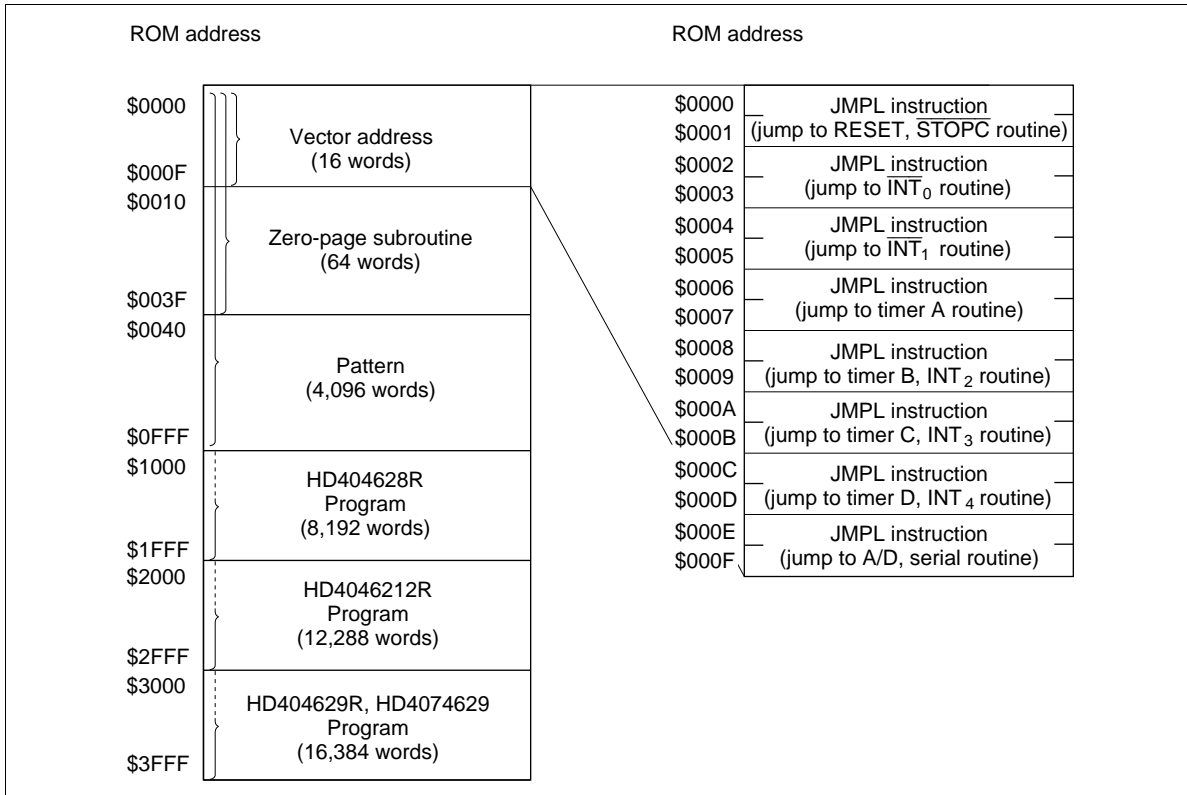 ROM address
$0000
Vector address
(16 words)
$000F
$0010
Zero-page subroutine
(64 words)
$003F
$0040
Pattern
(4,096 words)
$0FFF
$1000
HD404628R
Program
(8,192 words)
$1FFF
$2000
HD4046212R
Program
(12,288 words)
$2FFF
$3000
HD404629R, HD4074629
Program
(16,384 words)
$3FFF
ROM address
$0000
JMPL instruction
$0001
(jump to RESET, STOPC routine)
$0002
JMPL instruction
$0003
(jump to INT0 routine)
$0004
JMPL instruction
$0005
(jump to INT1 routine)
$0006
JMPL instruction
$0007
(jump to timer A routine)
$0008
JMPL instruction
$0009
(jump to timer B, INT2 routine)
$000A
JMPL instruction
$000B
(jump to timer C, INT3 routine)
$000C
JMPL instruction
$000D
(jump to timer D, INT4 routine)
$000E
JMPL instruction
$000F
(jump to A/D, serial routine)